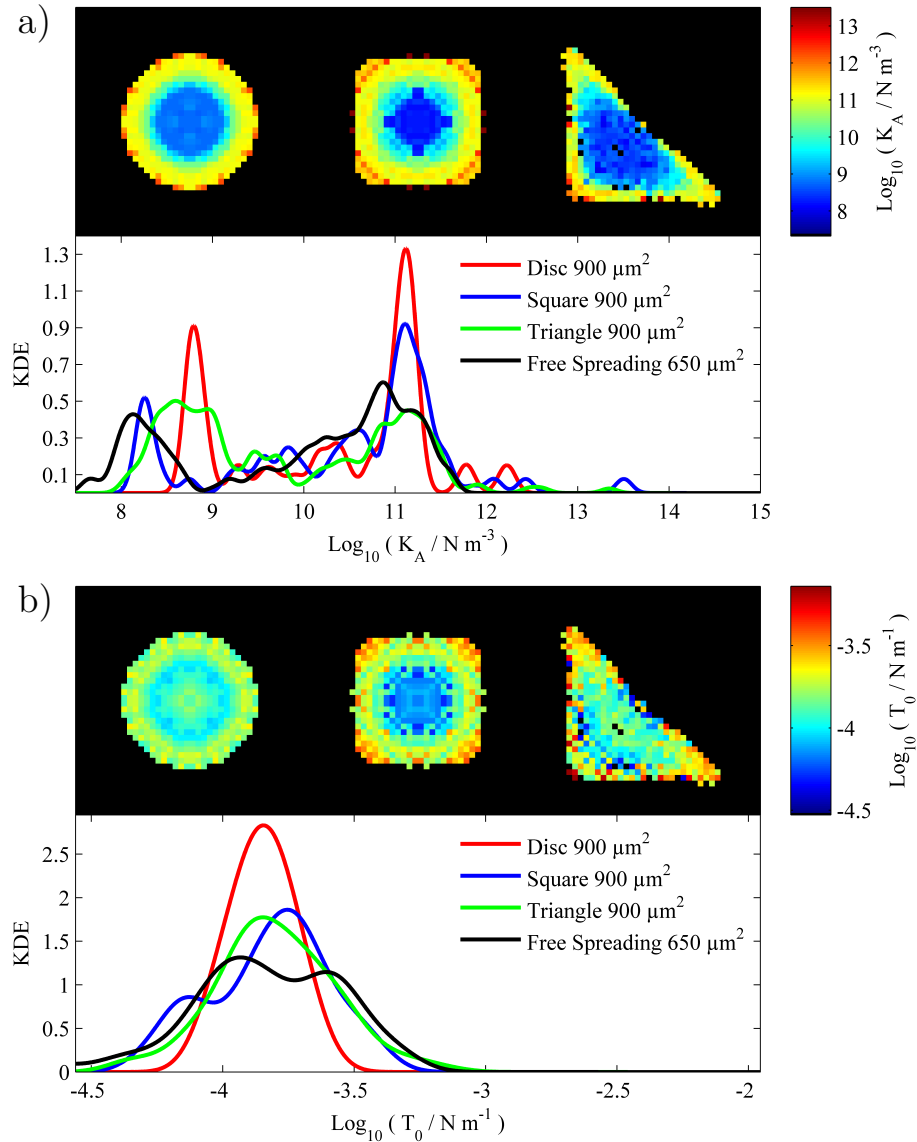 a)
13
12
11
10
9
8
Log₁₀ ( K_A / N m⁻³ )
1.3
1.1
0.9
0.7
0.5
0.3
0.1
KDE
Disc 900 µm²
Square 900 µm²
Triangle 900 µm²
Free Spreading 650 µm²
8 9 10 11 12 13 14 15
Log₁₀ ( K_A / N m⁻³ )
b)
-3.5
-4
-4.5
Log₁₀ ( T₀ / N m⁻¹ )
2.5
2
1.5
1
0.5
0
KDE
Disc 900 µm²
Square 900 µm²
Triangle 900 µm²
Free Spreading 650 µm²
-4.5 -4 -3.5 -3 -2.5 -2
Log₁₀ ( T₀ / N m⁻¹ )